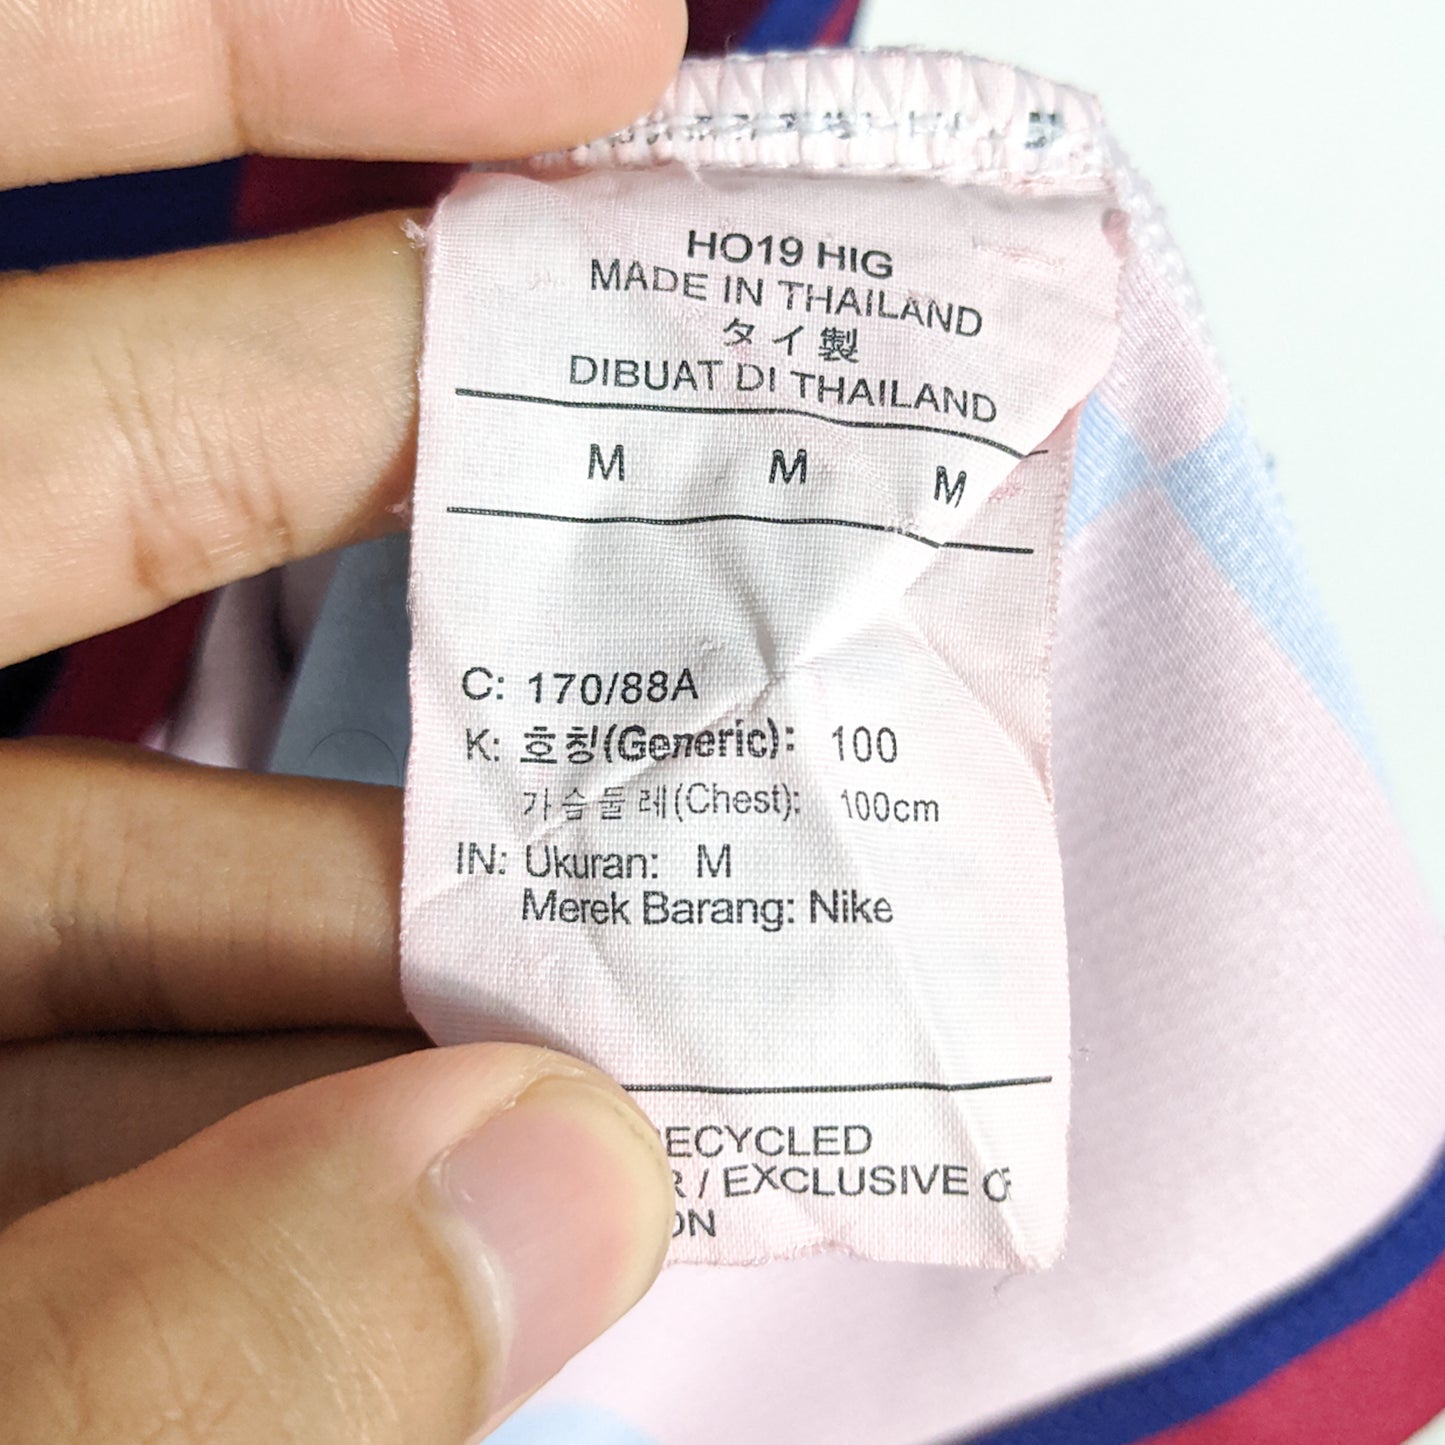 HO19 HIG
MADE IN THAILAND
タイ製
DIBUAT DI THAILAND
M M M
C: 170/88A
K: 호칭(Generic): 100
가슴둘레(Chest): 100cm
IN: Ukuran: M
Merek Barang: Nike
ECYCLED
R / EXCLUSIVE OF
ON